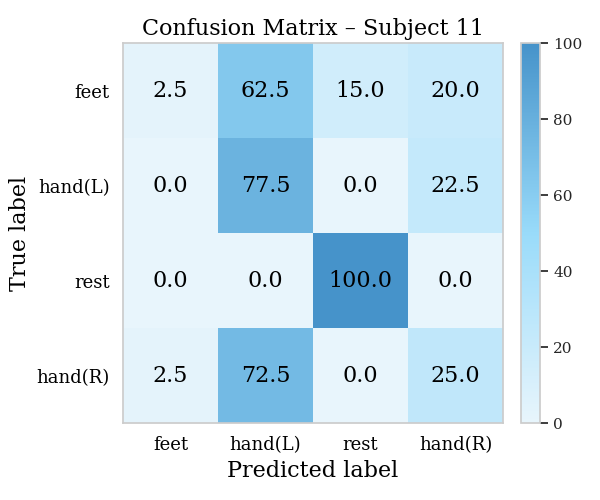 Confusion Matrix – Subject 11
feet 2.5 62.5 15.0 20.0
hand(L) 0.0 77.5 0.0 22.5
rest 0.0 0.0 100.0 0.0
hand(R) 2.5 72.5 0.0 25.0
feet hand(L) rest hand(R)
Predicted label
True label
100
80
60
40
20
0